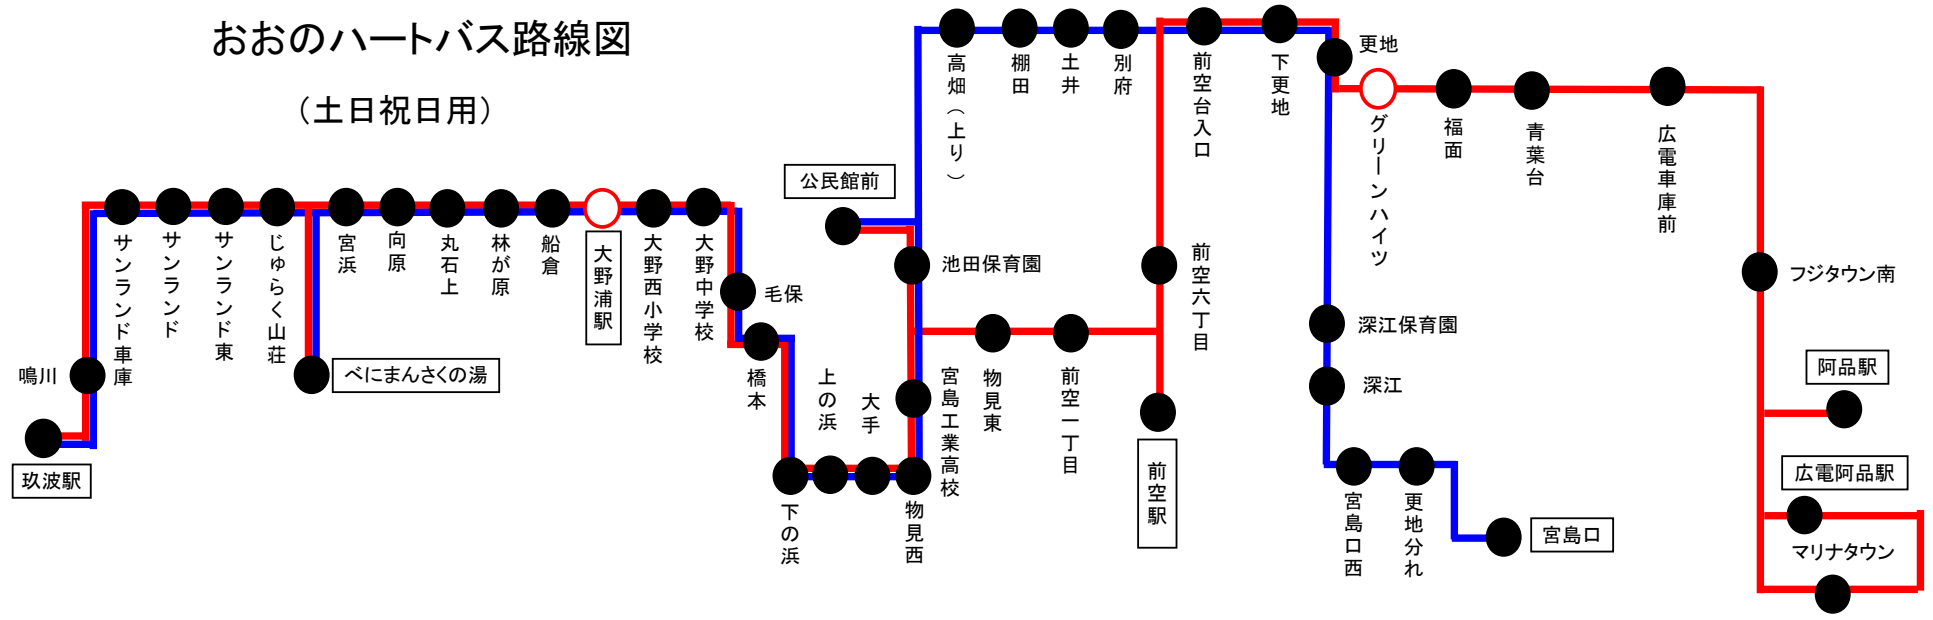 おおのハートバス路線図
（土日祝日用）
高畑（上り）
棚田
土井
別府
前空台入口
下更地
更地
グリーンハイツ
福面
青葉台
広電車庫前
公民館前
サンランド車庫
サンランド
サンランド東
じゅらく山荘
宮浜
向原
丸石上
林が原
船倉
大野浦駅
大野西小学校
大野中学校
池田保育園
前空六丁目
フジタウン南
毛保
深江保育園
鳴川
べにまんさくの湯
橋本
上の浜
大手
宮島工業高校
物見東
前空一丁目
深江
阿品駅
玖波駅
前空駅
広電阿品駅
下の浜
物見西
宮島口西
更地分れ
宮島口
マリナタウン